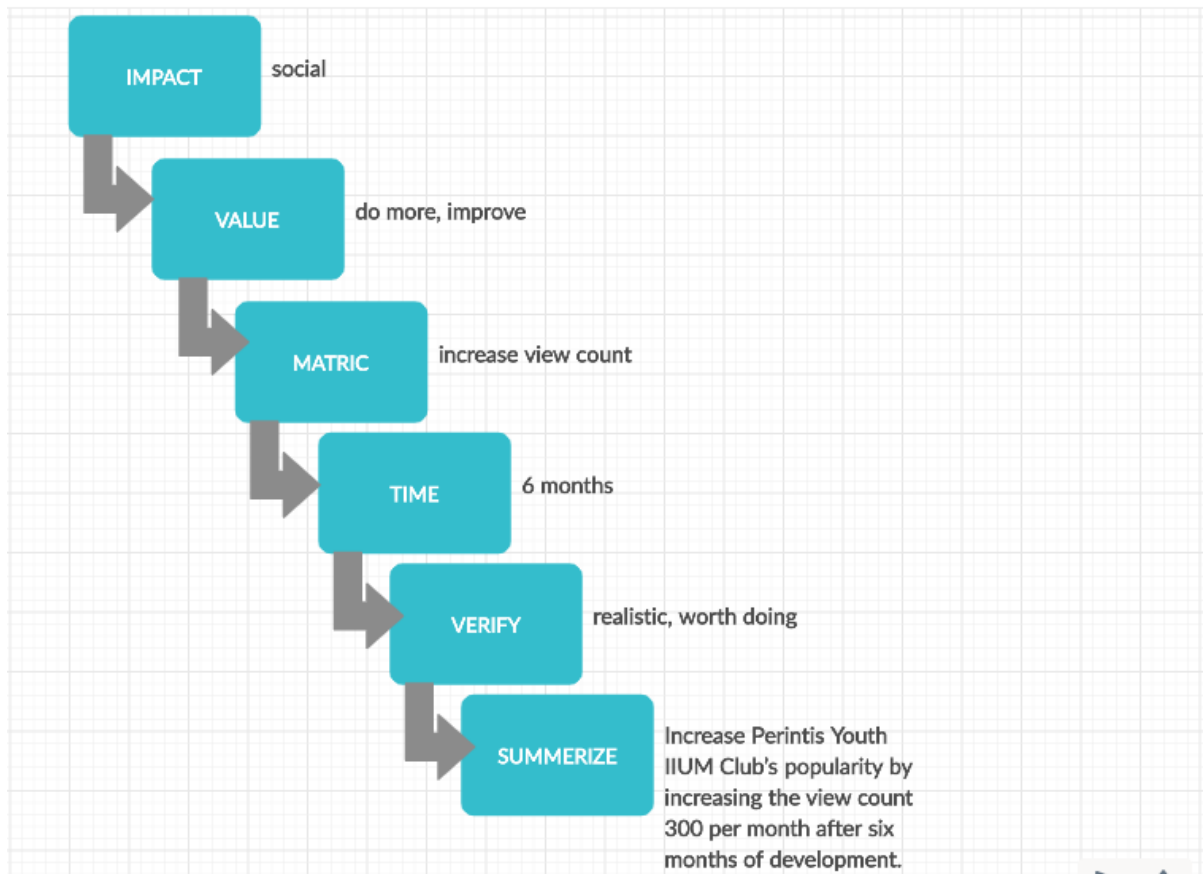 IMPACT
social
VALUE
do more, improve
MATRIC
increase view count
TIME
6 months
VERIFY
realistic, worth doing
SUMMERIZE
Increase Perintis Youth
IIUM Club's popularity by
increasing the view count
300 per month after six
months of development.